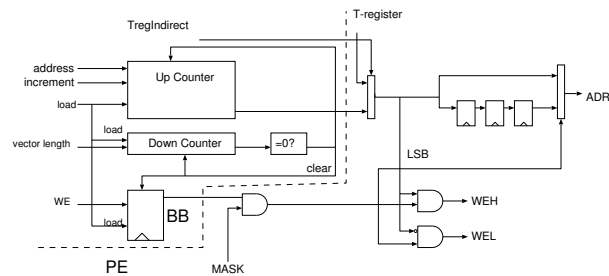 T-register
TregIndirect
address
increment
Up Counter
load
ADR
load
vector length
Down Counter
=0?
LSB
clear
WE
BB
WEH
load
WEL
PE
MASK